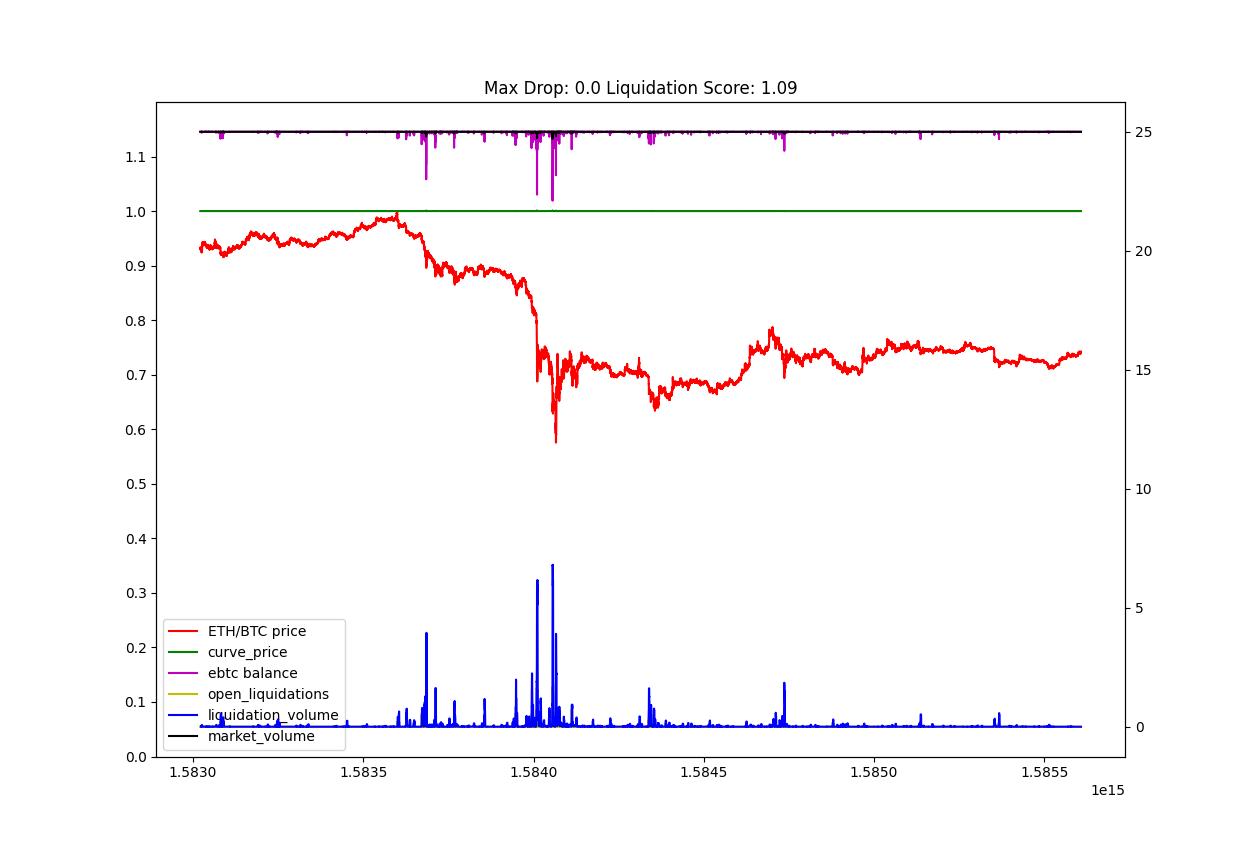 Max Drop: 0.0 Liquidation Score: 1.09
1.1
1.0
0.9
0.8
0.7
0.6
0.5
0.4
0.3
0.2
0.1
0.0
25
20
15
10
5
0
ETH/BTC price
curve_price
ebtc balance
open_liquidations
liquidation_volume
market_volume
1.5830 1.5835 1.5840 1.5845 1.5850 1.5855
1e15